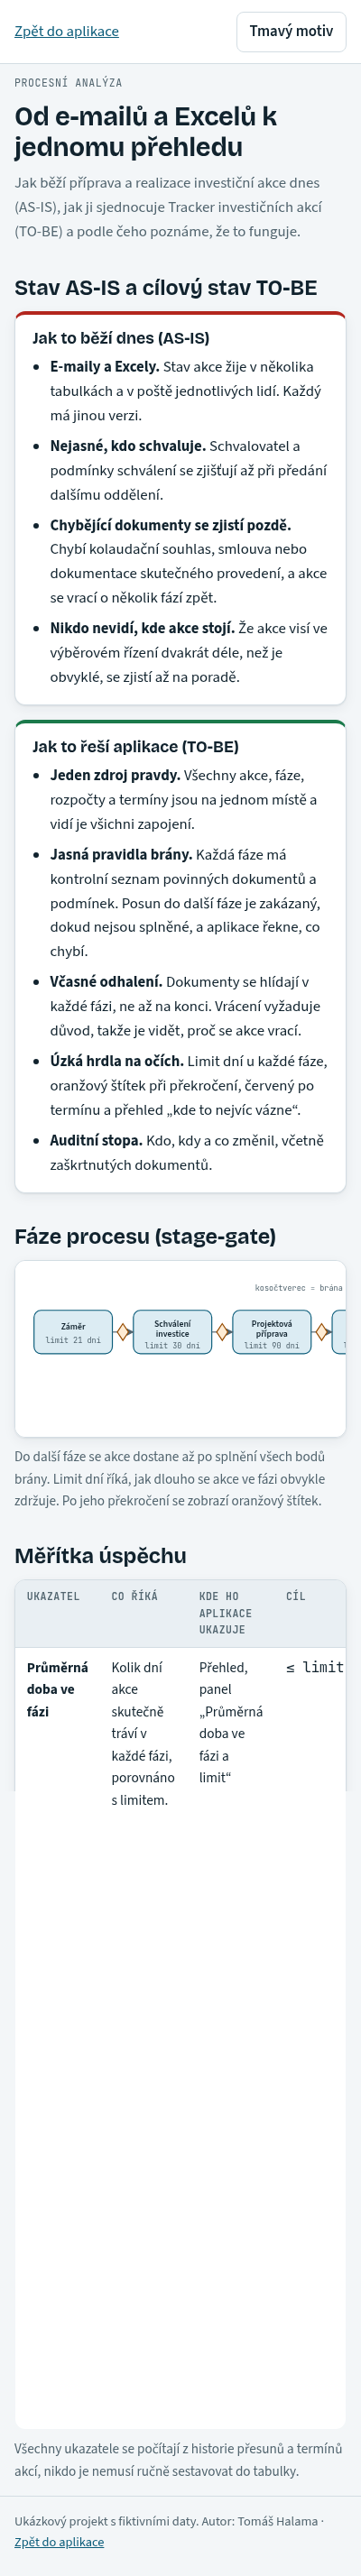 Zpět do aplikace
Tmavý motiv
PROCESNÍ ANALÝZA
Od e-mailů a Excelů k
jednomu přehledu
Jak běží příprava a realizace investiční akce dnes
(AS-IS), jak ji sjednocuje Tracker investičních akcí
(TO-BE) a podle čeho poznáme, že to funguje.
Stav AS-IS a cílový stav TO-BE
Jak to běží dnes (AS-IS)
• E-maily a Excely. Stav akce žije v několika
tabulkách a v poště jednotlivých lidí. Každý
má jinou verzi.
• Nejasné, kdo schvaluje. Schvalovatel a
podmínky schválení se zjišťují až při předání
dalšímu oddělení.
• Chybějící dokumenty se zjistí pozdě.
Chybí kolaudační souhlas, smlouva nebo
dokumentace skutečného provedení, a akce
se vrací o několik fází zpět.
• Nikdo nevidí, kde akce stojí. Že akce visí ve
výběrovém řízení dvakrát déle, než je
obvyklé, se zjistí až na poradě.
Jak to řeší aplikace (TO-BE)
• Jeden zdroj pravdy. Všechny akce, fáze,
rozpočty a termíny jsou na jednom místě a
vidí je všichni zapojení.
• Jasná pravidla brány. Každá fáze má
kontrolní seznam povinných dokumentů a
podmínek. Posun do další fáze je zakázaný,
dokud nejsou splněné, a aplikace řekne, co
chybí.
• Včasné odhalení. Dokumenty se hlídají v
každé fázi, ne až na konci. Vrácení vyžaduje
důvod, takže je vidět, proč se akce vrací.
• Úzká hrdla na očích. Limit dní u každé fáze,
oranžový štítek při překročení, červený po
termínu a přehled „kde to nejvíc vázne“.
• Auditní stopa. Kdo, kdy a co změnil, včetně
zaškrtnutých dokumentů.
Fáze procesu (stage-gate)
kosočtverec = brána
Záměr
limit 21 dní
Schválení
investice
limit 30 dní
Projektová
příprava
limit 90 dní
Do další fáze se akce dostane až po splnění všech bodů
brány. Limit dní říká, jak dlouho se akce ve fázi obvykle
zdržuje. Po jeho překročení se zobrazí oranžový štítek.
Měřítka úspěchu
UKAZATEL
CO ŘÍKÁ
KDE HO
APLIKACE
UKAZUJE
CÍL
Průměrná
doba ve
fázi
Kolik dní
akce
skutečně
tráví v
každé fázi,
porovnáno
s limitem.
Přehled,
panel
„Průměrná
doba ve
fázi a
limit“
≤ limit
Všechny ukazatele se počítají z historie přesunů a termínů
akcí, nikdo je nemusí ručně sestavovat do tabulky.
Ukázkový projekt s fiktivními daty. Autor: Tomáš Halama ·
Zpět do aplikace